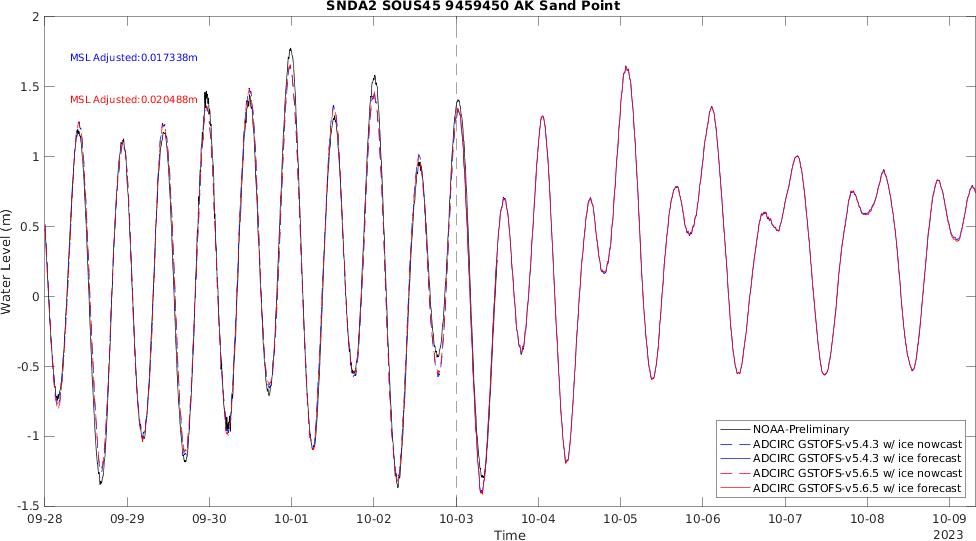 SNDA2 SOUS45 9459450 AK Sand Point
MSL Adjusted:0.017338m
MSL Adjusted:0.020488m
Water Level (m)
2
1.5
1
0.5
0
-0.5
-1
-1.5
NOAA-Preliminary
ADCIRC GSTOFS-v5.4.3 w/ ice nowcast
ADCIRC GSTOFS-v5.4.3 w/ ice forecast
ADCIRC GSTOFS-v5.6.5 w/ ice nowcast
ADCIRC GSTOFS-v5.6.5 w/ ice forecast
09-28 09-29 09-30 10-01 10-02 10-03 10-04 10-05 10-06 10-07 10-08 10-09
2023
Time